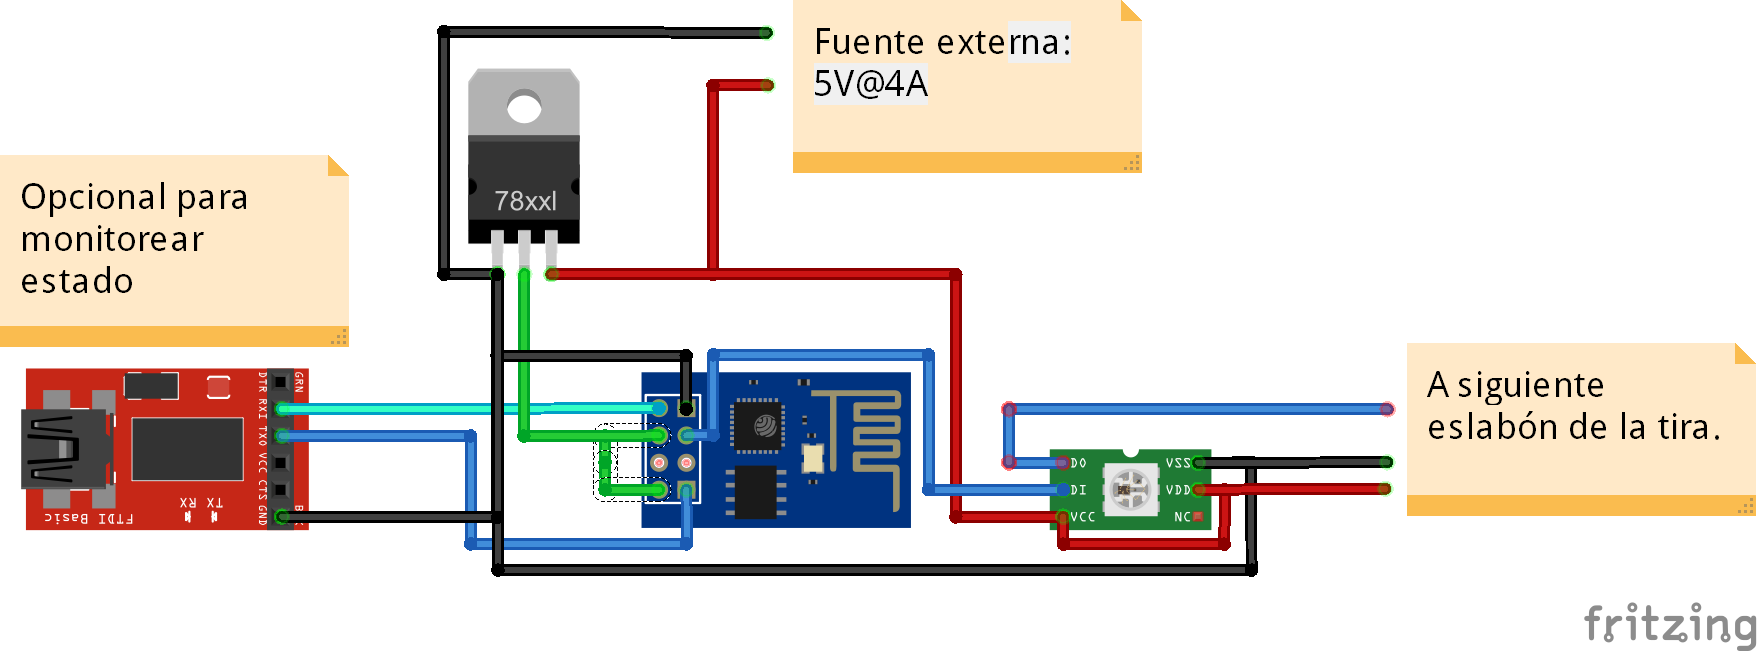 Fuente externa:
5V@4A
78xxl
Opcional para
monitorear
estado
DTR
GRN
RXI
TXO
VCC
CTS
GND
TX
RX
FTDI Basic
A siguiente
eslabón de la tira.
DO
VSS
DI
VDD
VCC
NC
fritzing